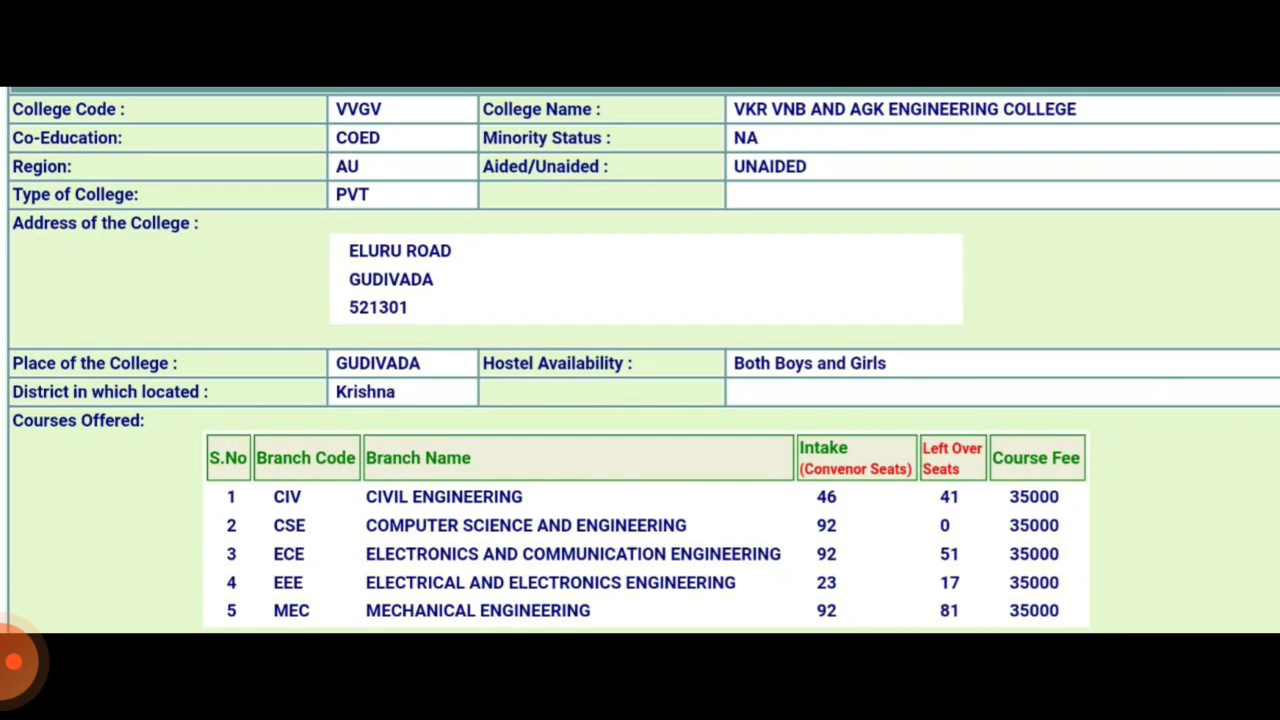 College Code : VVGV College Name : VKR VNB AND AGK ENGINEERING COLLEGE
Co-Education: COED Minority Status : NA
Region: AU Aided/Unaided : UNAIDED
Type of College: PVT
Address of the College :
ELURU ROAD
GUDIVADA
521301
Place of the College : GUDIVADA Hostel Availability : Both Boys and Girls
District in which located : Krishna
Courses Offered:
S.No Branch Code Branch Name Intake (Convenor Seats) Left Over Seats Course Fee
1 CIV CIVIL ENGINEERING 46 41 35000
2 CSE COMPUTER SCIENCE AND ENGINEERING 92 0 35000
3 ECE ELECTRONICS AND COMMUNICATION ENGINEERING 92 51 35000
4 EEE ELECTRICAL AND ELECTRONICS ENGINEERING 23 17 35000
5 MEC MECHANICAL ENGINEERING 92 81 35000